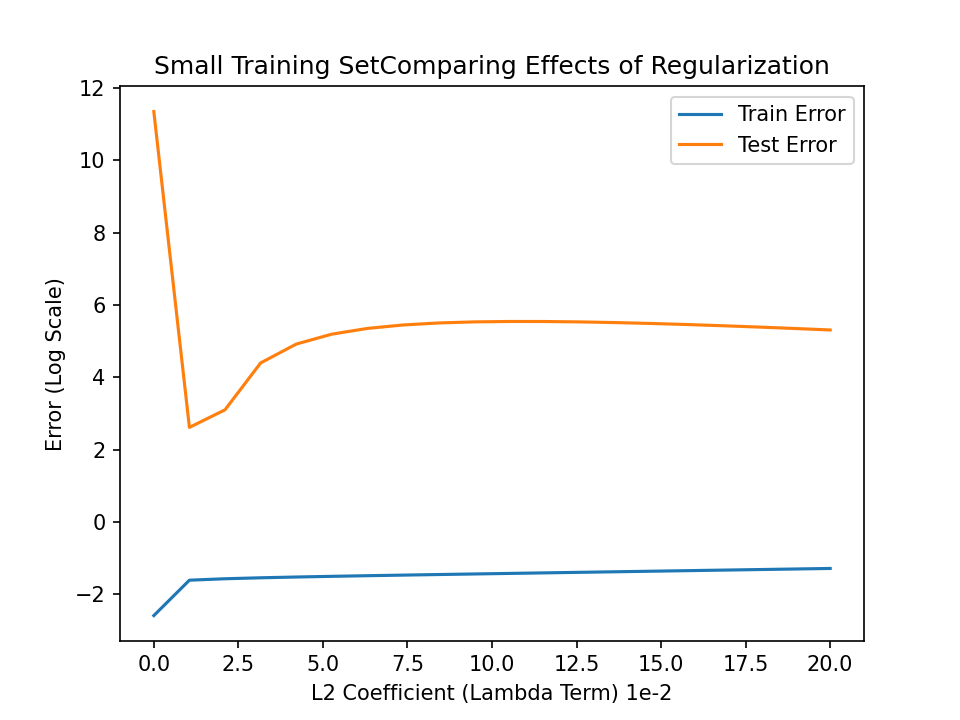 Small Training SetComparing Effects of Regularization
12
10
8
6
4
2
0
−2
Error (Log Scale)
Train Error
Test Error
0.0 2.5 5.0 7.5 10.0 12.5 15.0 17.5 20.0
L2 Coefficient (Lambda Term) 1e-2